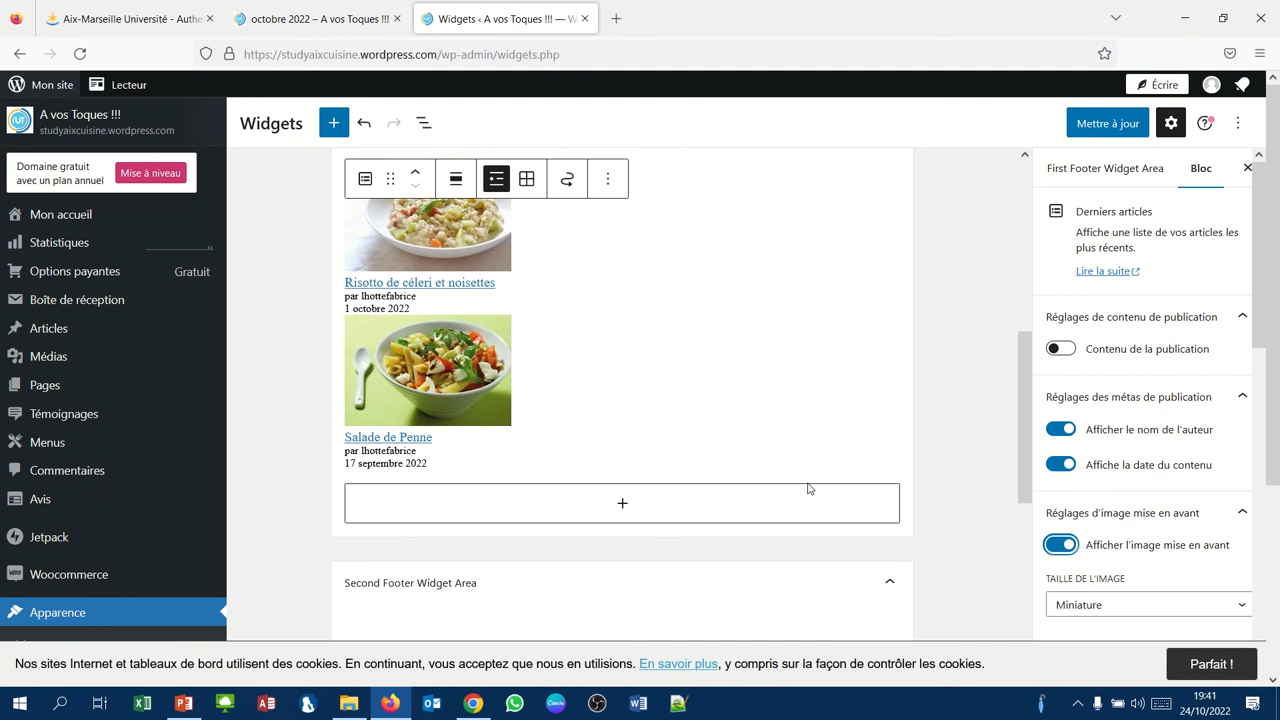 Aix-Marseille Université - Authe
octobre 2022 – A vos Toques !!!
Widgets ‹ A vos Toques !!! — W
https://studyaixcuisine.wordpress.com/wp-admin/widgets.php
Mon site
Lecteur
Écrire
A vos Toques !!!
studyaixcuisine.wordpress.com
Widgets
Mettre à jour
Domaine gratuit
avec un plan annuel
Mise à niveau
First Footer Widget Area
Bloc
Mon accueil
Statistiques
Options payantes
Gratuit
Boîte de réception
Articles
Médias
Pages
Témoignages
Menus
Commentaires
Avis
Jetpack
Woocommerce
Apparence
Risotto de céleri et noisettes
par lhottefabrice
1 octobre 2022
Salade de Penne
par lhottefabrice
17 septembre 2022
Second Footer Widget Area
Derniers articles
Affiche une liste de vos articles les
plus récents.
Lire la suite
Réglages de contenu de publication
Contenu de la publication
Réglages des métas de publication
Afficher le nom de l'auteur
Affiche la date du contenu
Réglages d'image mise en avant
Afficher l'image mise en avant
TAILLE DE L'IMAGE
Miniature
Nos sites Internet et tableaux de bord utilisent des cookies. En continuant, vous acceptez que nous en utilisions. En savoir plus, y compris sur la façon de contrôler les cookies.
Parfait !
19:41
24/10/2022